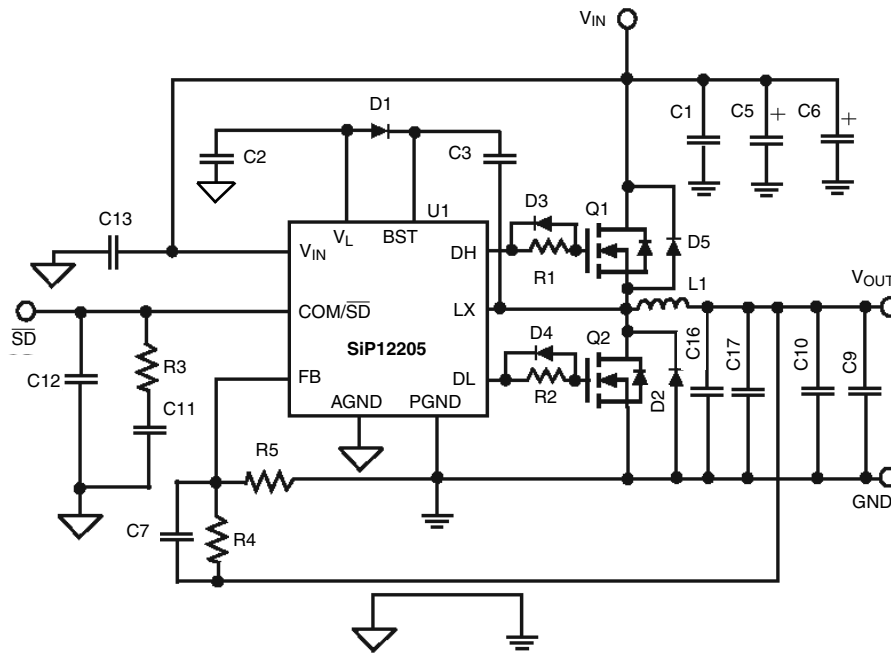 VIN
D1
C1
C5
+
C6
+
C2
C3
U1
C13
VL
BST
D3
Q1
D5
VIN
DH
R1
L1
VOUT
SD
COM/SD
LX
SiP12205
D4
Q2
C16
C17
C10
C9
R3
C12
FB
DL
R2
D2
C11
AGND
PGND
R5
GND
C7
R4